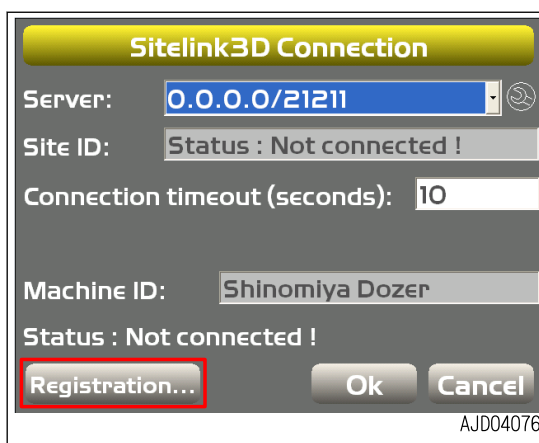 Sitelink3D Connection
Server: 0.0.0.0/21211
Site ID: Status : Not connected !
Connection timeout (seconds): 10
Machine ID: Shinomiya Dozer
Status : Not connected !
Registration... Ok Cancel
AJD04076